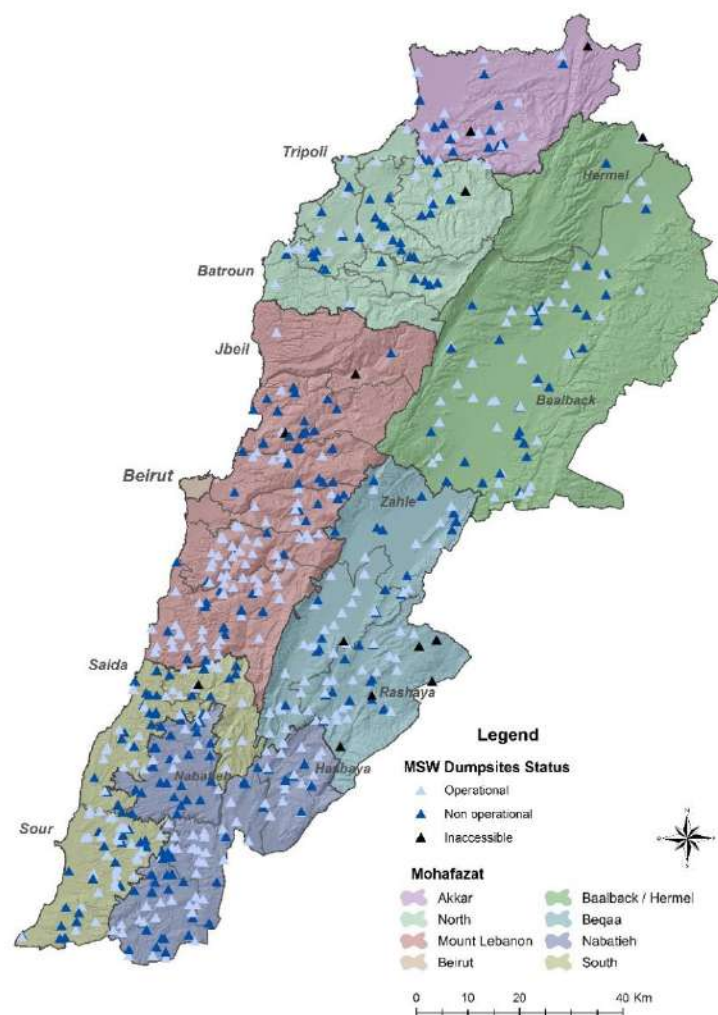 Tripoli
Hermel
Batroun
Jbeil
Baalback
Beirut
Zahle
Saida
Rashaya
Legend
MSW Dumpsites Status
Hasbaya
Nabatieh
Operational
Non operational
Sour
Inaccessible
Mohafazat
Akkar
Baalback / Hermel
North
Beqaa
Mount Lebanon
Nabatieh
Beirut
South
0 10 20 40 Km